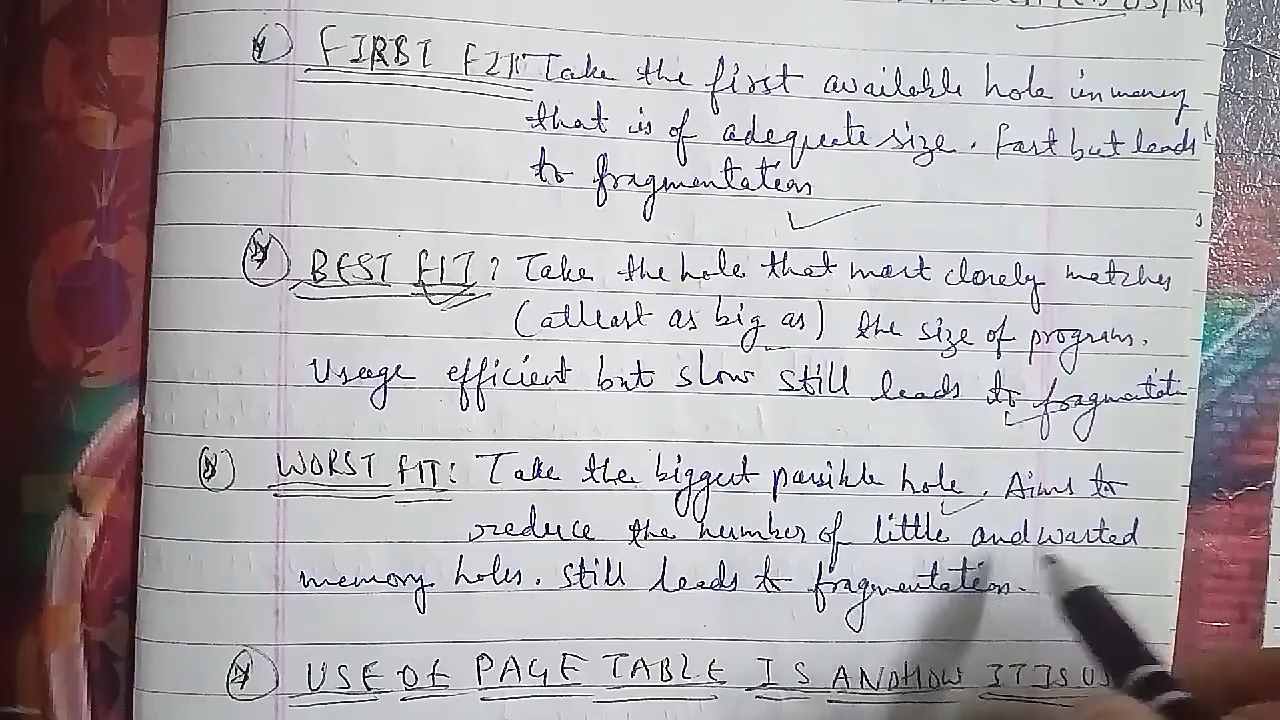 FIRST FIT Take the first available hole in memory
that is of adequate size. Fast but leads
to fragmentation
BEST FIT: Take the hole that most closely matches
(atleast as big as) the size of program.
Usage efficient but slow still leads to fragmentati
WORST FIT: Take the biggest possible hole. Aims to
reduce the number of little and wasted
memory holes. Still leads to fragmentation.
USE OF PAGE TABLE IS AND HOW IT IS